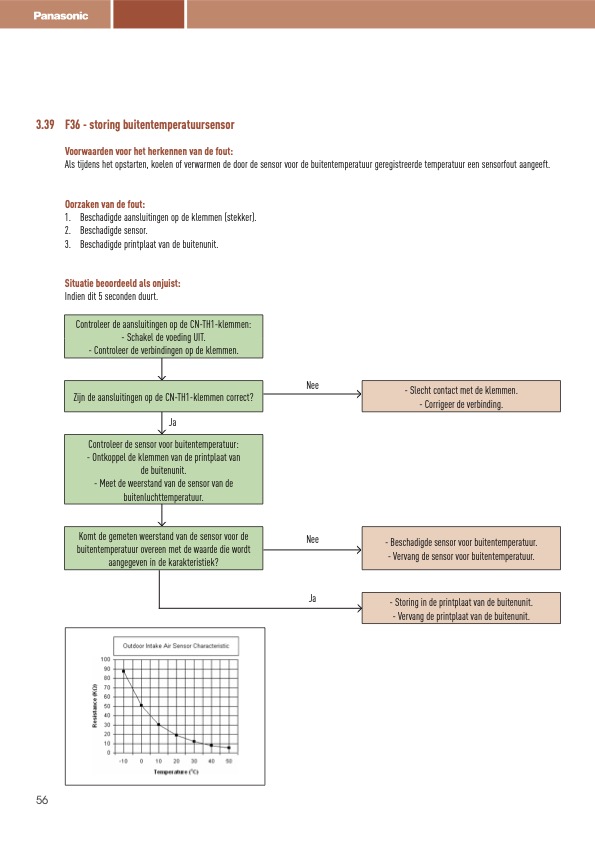 Panasonic
3.39 F36 - storing buitentemperatuursensor
Voorwaarden voor het herkennen van de fout:
Als tijdens het opstarten, koelen of verwarmen de door de sensor voor de buitentemperatuur geregistreerde temperatuur een sensorfout aangeeft.
Oorzaken van de fout:
1. Beschadigde aansluitingen op de klemmen (stekker).
2. Beschadigde sensor.
3. Beschadigde printplaat van de buitenunit.
Situatie beoordeeld als onjuist:
Indien dit 5 seconden duurt.
Controleer de aansluitingen op de CN-TH1-klemmen:
- Schakel de voeding UIT.
- Controleer de verbindingen op de klemmen.
Zijn de aansluitingen op de CN-TH1-klemmen correct?
Nee
- Slecht contact met de klemmen.
- Corrigeer de verbinding.
Ja
Controleer de sensor voor buitentemperatuur:
- Ontkoppel de klemmen van de printplaat van
de buitenunit.
- Meet de weerstand van de sensor van de
buitenluchttemperatuur.
Komt de gemeten weerstand van de sensor voor de
buitentemperatuur overeen met de waarde die wordt
aangegeven in de karakteristiek?
Nee
- Beschadigde sensor voor buitentemperatuur.
- Vervang de sensor voor buitentemperatuur.
Ja
- Storing in de printplaat van de buitenunit.
- Vervang de printplaat van de buitenunit.
Outdoor Intake Air Sensor Characteristic
Resistance (KΩ)
100
90
80
70
60
50
40
30
20
10
0
-10 0 10 20 30 40 50
Temperature (°C)
56